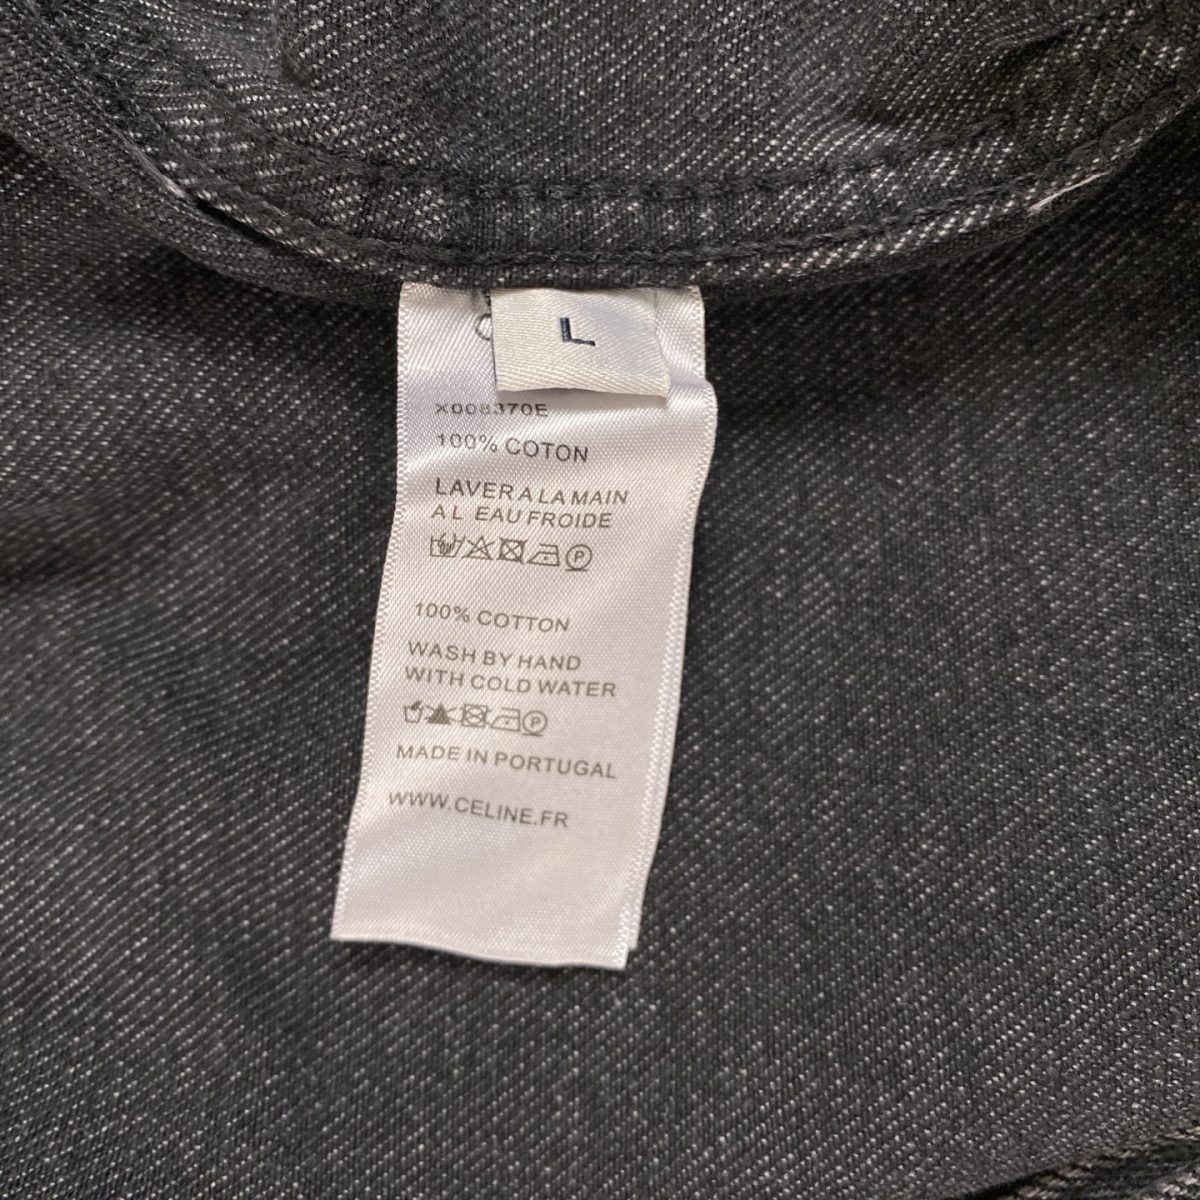 L
X008370E
100% COTON
LAVER A LA MAIN
A L EAU FROIDE
P
100% COTTON
WASH BY HAND
WITH COLD WATER
P
MADE IN PORTUGAL
WWW.CELINE.FR